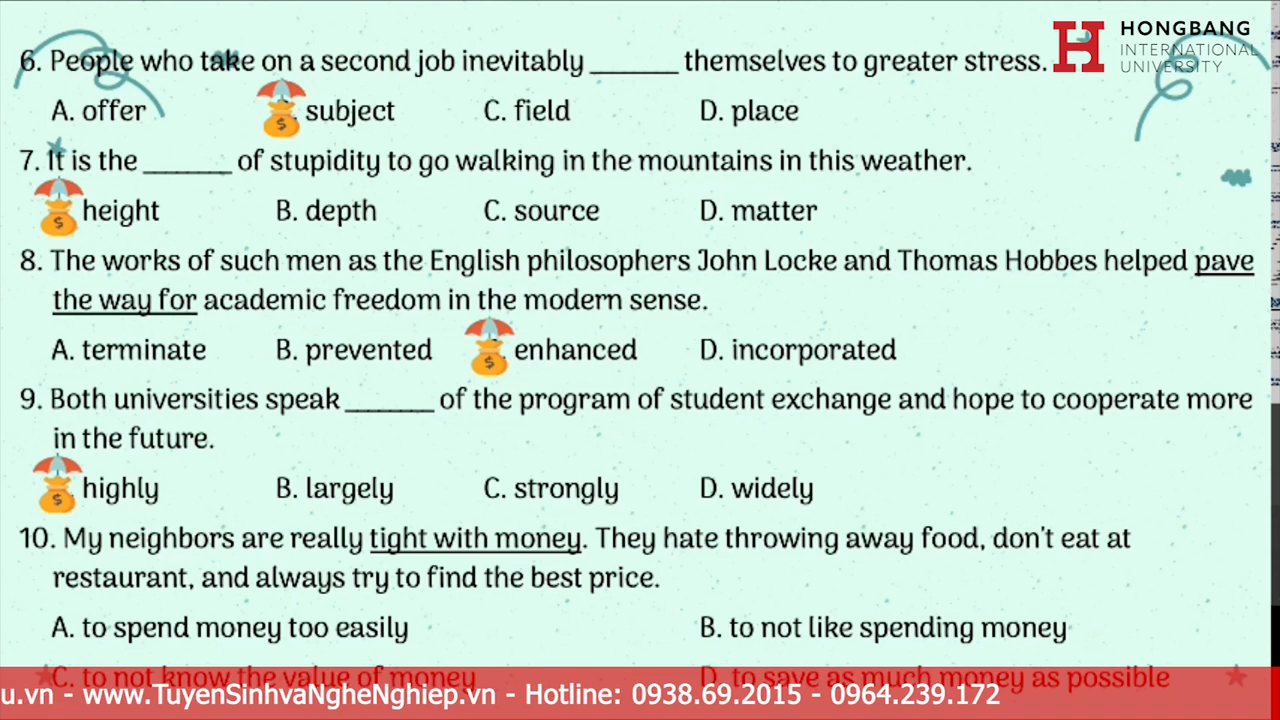 HONGBANG
INTERNATIONAL
UNIVERSITY
6. People who take on a second job inevitably ______ themselves to greater stress.
A. offer subject C. field D. place
7. It is the ______ of stupidity to go walking in the mountains in this weather.
height B. depth C. source D. matter
8. The works of such men as the English philosophers John Locke and Thomas Hobbes helped pave
the way for academic freedom in the modern sense.
A. terminate B. prevented enhanced D. incorporated
9. Both universities speak ______ of the program of student exchange and hope to cooperate more
in the future.
highly B. largely C. strongly D. widely
10. My neighbors are really tight with money. They hate throwing away food, don't eat at
restaurant, and always try to find the best price.
A. to spend money too easily B. to not like spending money
C. to not know the value of money D. to save as much money as possible
u.vn - www.TuyenSinhvaNgheNghiep.vn - Hotline: 0938.69.2015 - 0964.239.172